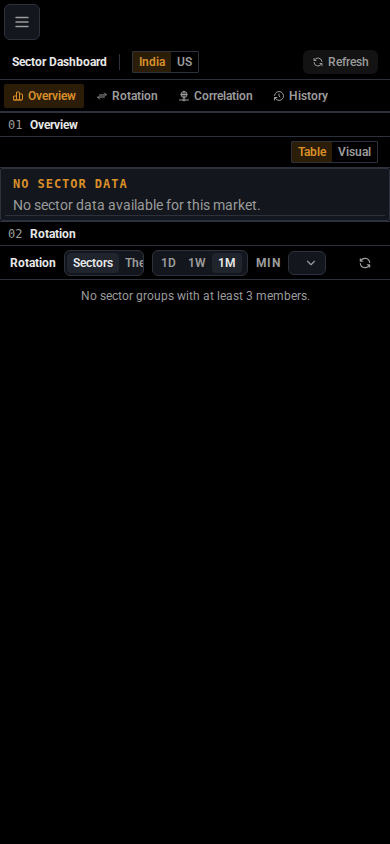 Sector Dashboard India US Refresh
Overview Rotation Correlation History
01 Overview
Table Visual
NO SECTOR DATA
No sector data available for this market.
02 Rotation
Rotation Sectors The 1D 1W 1M MIN
No sector groups with at least 3 members.